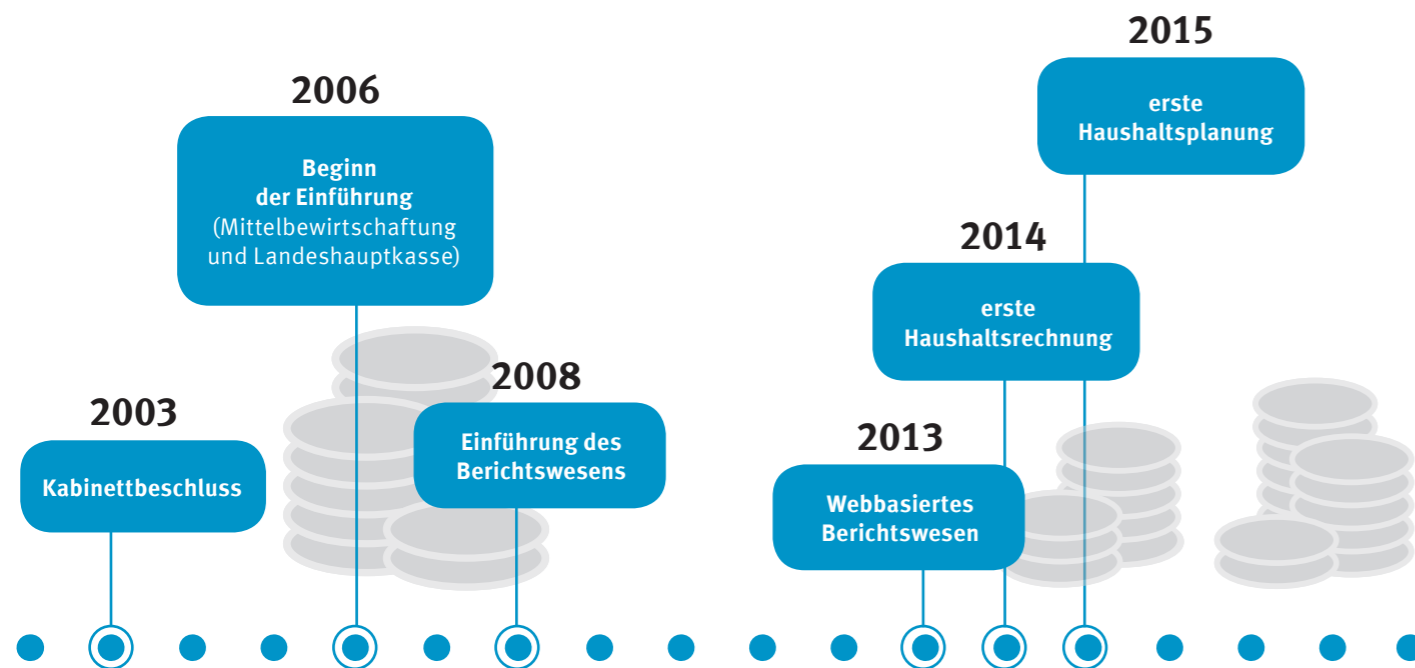 2003
Kabinettbeschluss
2006
Beginn
der Einführung
(Mittelbewirtschaftung
und Landeshauptkasse)
2008
Einführung des
Berichtswesens
2013
Webbasiertes
Berichtswesen
2014
erste
Haushaltsrechnung
2015
erste
Haushaltsplanung